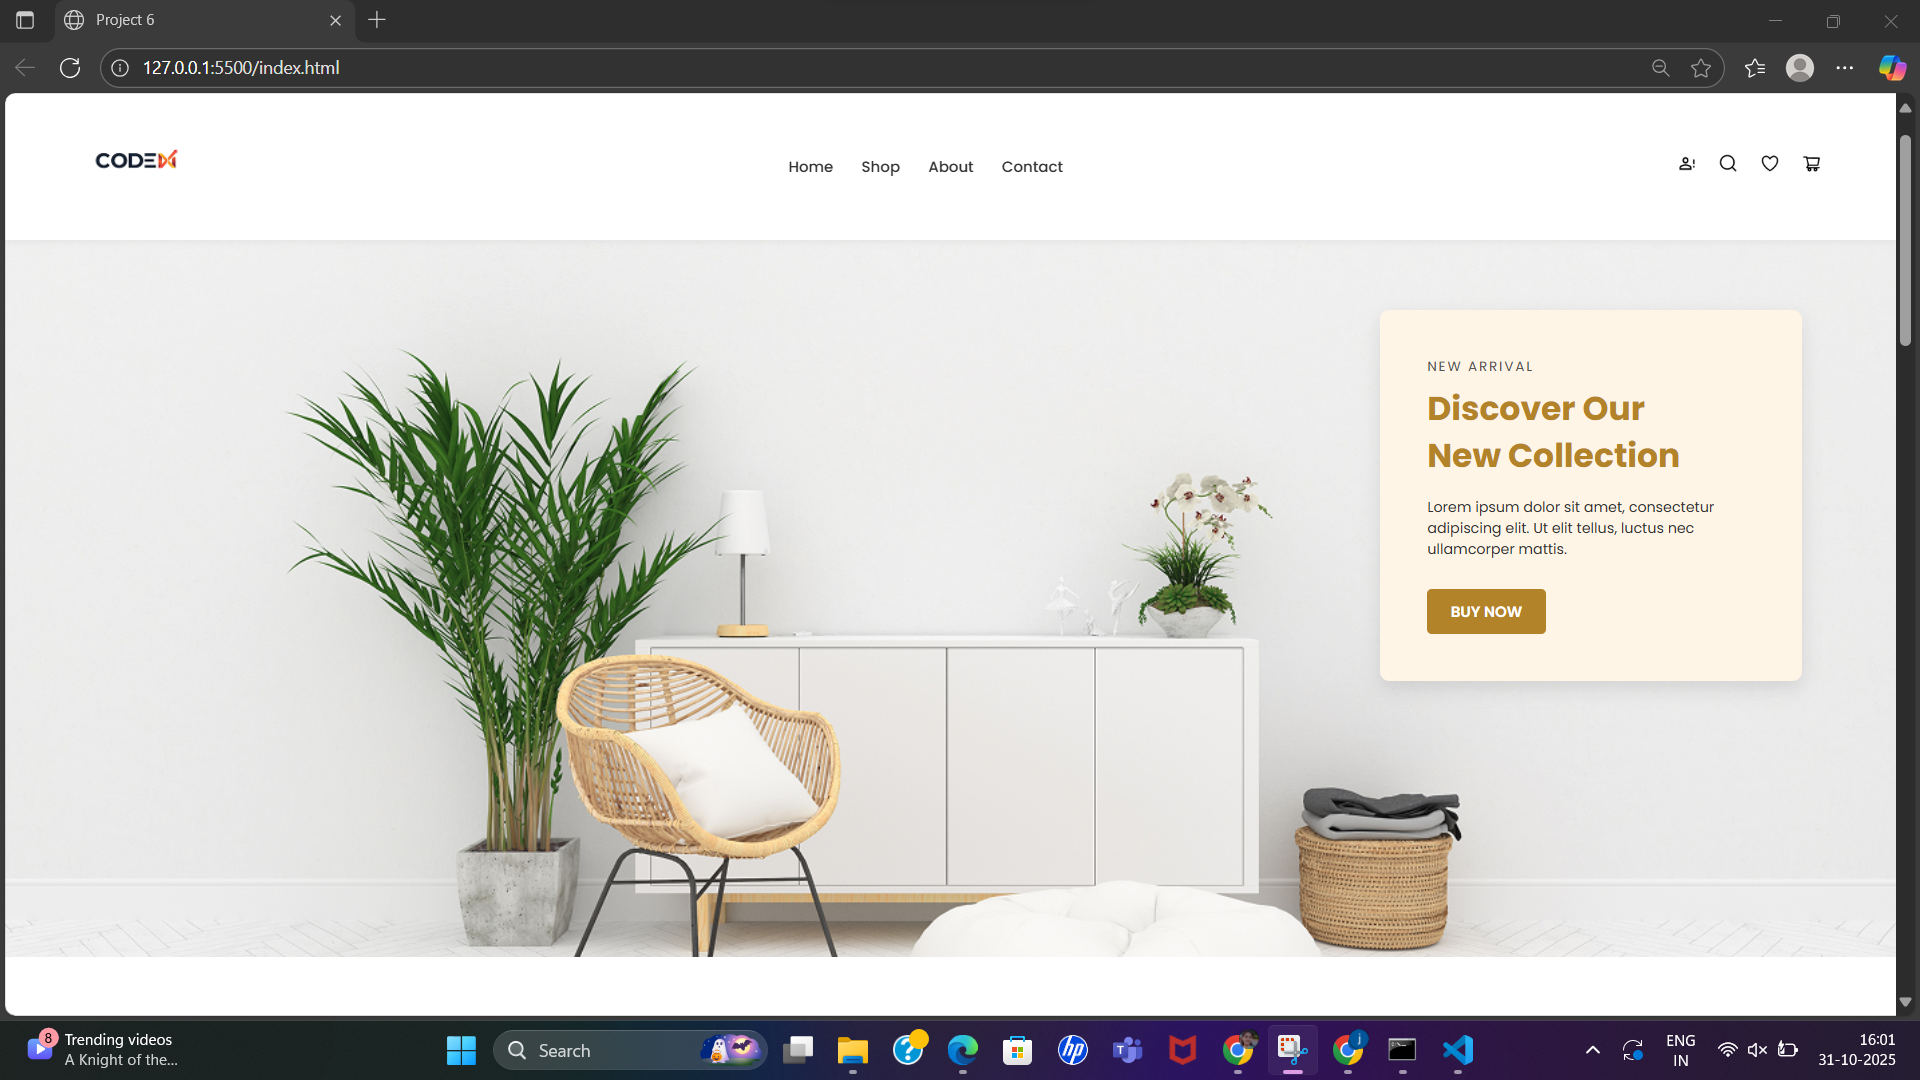 Project 6
127.0.0.1:5500/index.html
CODEX
Home Shop About Contact
NEW ARRIVAL
Discover Our
New Collection
Lorem ipsum dolor sit amet, consectetur
adipiscing elit. Ut elit tellus, luctus nec
ullamcorper mattis.
BUY NOW
8
Trending videos
A Knight of the...
Search
?
hp
T
j
ENG
IN
16:01
31-10-2025